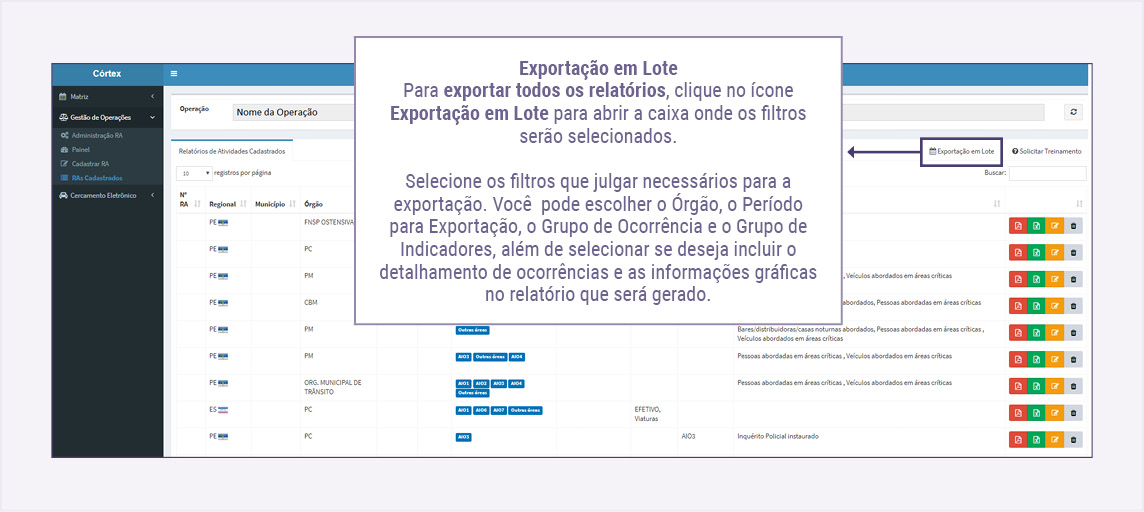 Exportação em Lote
Para exportar todos os relatórios, clique no ícone
Exportação em Lote para abrir a caixa onde os filtros
serão selecionados.
Selecione os filtros que julgar necessários para a
exportação. Você pode escolher o Órgão, o Período
para Exportação, o Grupo de Ocorrência e o Grupo de
Indicadores, além de selecionar se deseja incluir o
detalhamento de ocorrências e as informações gráficas
no relatório que será gerado.
Córtex
Matriz
Gestão de Operações
Administração RA
Painel
Cadastrar RA
RAs Cadastrados
Cercamento Eletrônico
Operação
Nome da Operação
Relatórios de Atividades Cadastrados
Exportação em Lote
Solicitar Treinamento
10 registros por página
Buscar:
Nº RA Regional Município Órgão
PE FNSP OSTENSIVA
PE PC
PE PM , Veículos abordados em áreas críticas
PE CBM abordados, Pessoas abordadas em áreas críticas
PE PM Outras áreas Bares/distribuidoras/casas noturnas abordados, Pessoas abordadas em áreas críticas ,
Veículos abordados em áreas críticas
PE PM AIO3 Outras áreas AIO4 Pessoas abordadas em áreas críticas , Veículos abordados em áreas críticas
PE ORG. MUNICIPAL DE TRÂNSITO AIO1 AIO2 AIO3 AIO4 Outras áreas Pessoas abordadas em áreas críticas , Veículos abordados em áreas críticas
ES PC AIO1 AIO6 AIO7 Outras áreas EFETIVO, Viaturas
PE PC AIO3 AIO3 Inquérito Policial instaurado